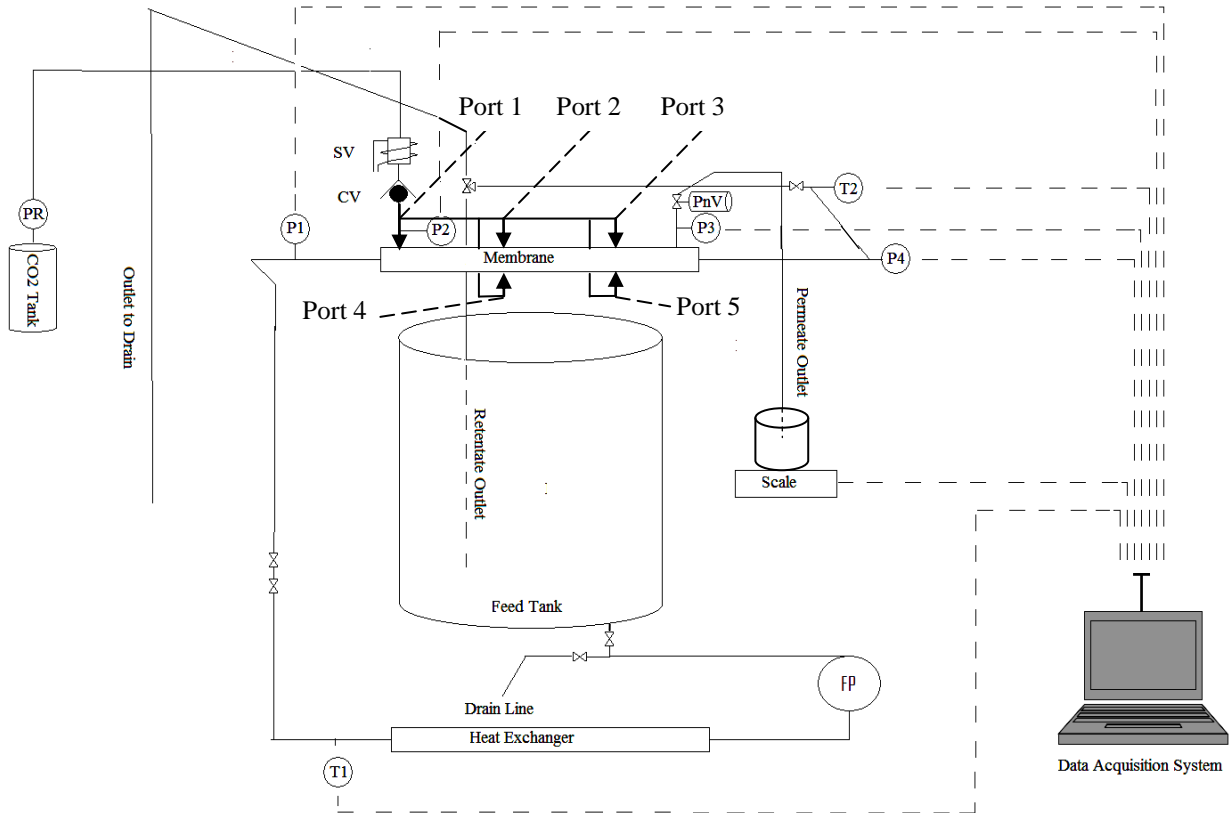 Port 1
Port 2
Port 3
SV
CV
PR
P1
P2
PnV
P3
T2
P4
CO2 Tank
Outlet to Drain
Membrane
Port 4
Port 5
Permeate Outlet
Retentate Outlet
Scale
Feed Tank
FP
Drain Line
Heat Exchanger
T1
Data Acquisition System